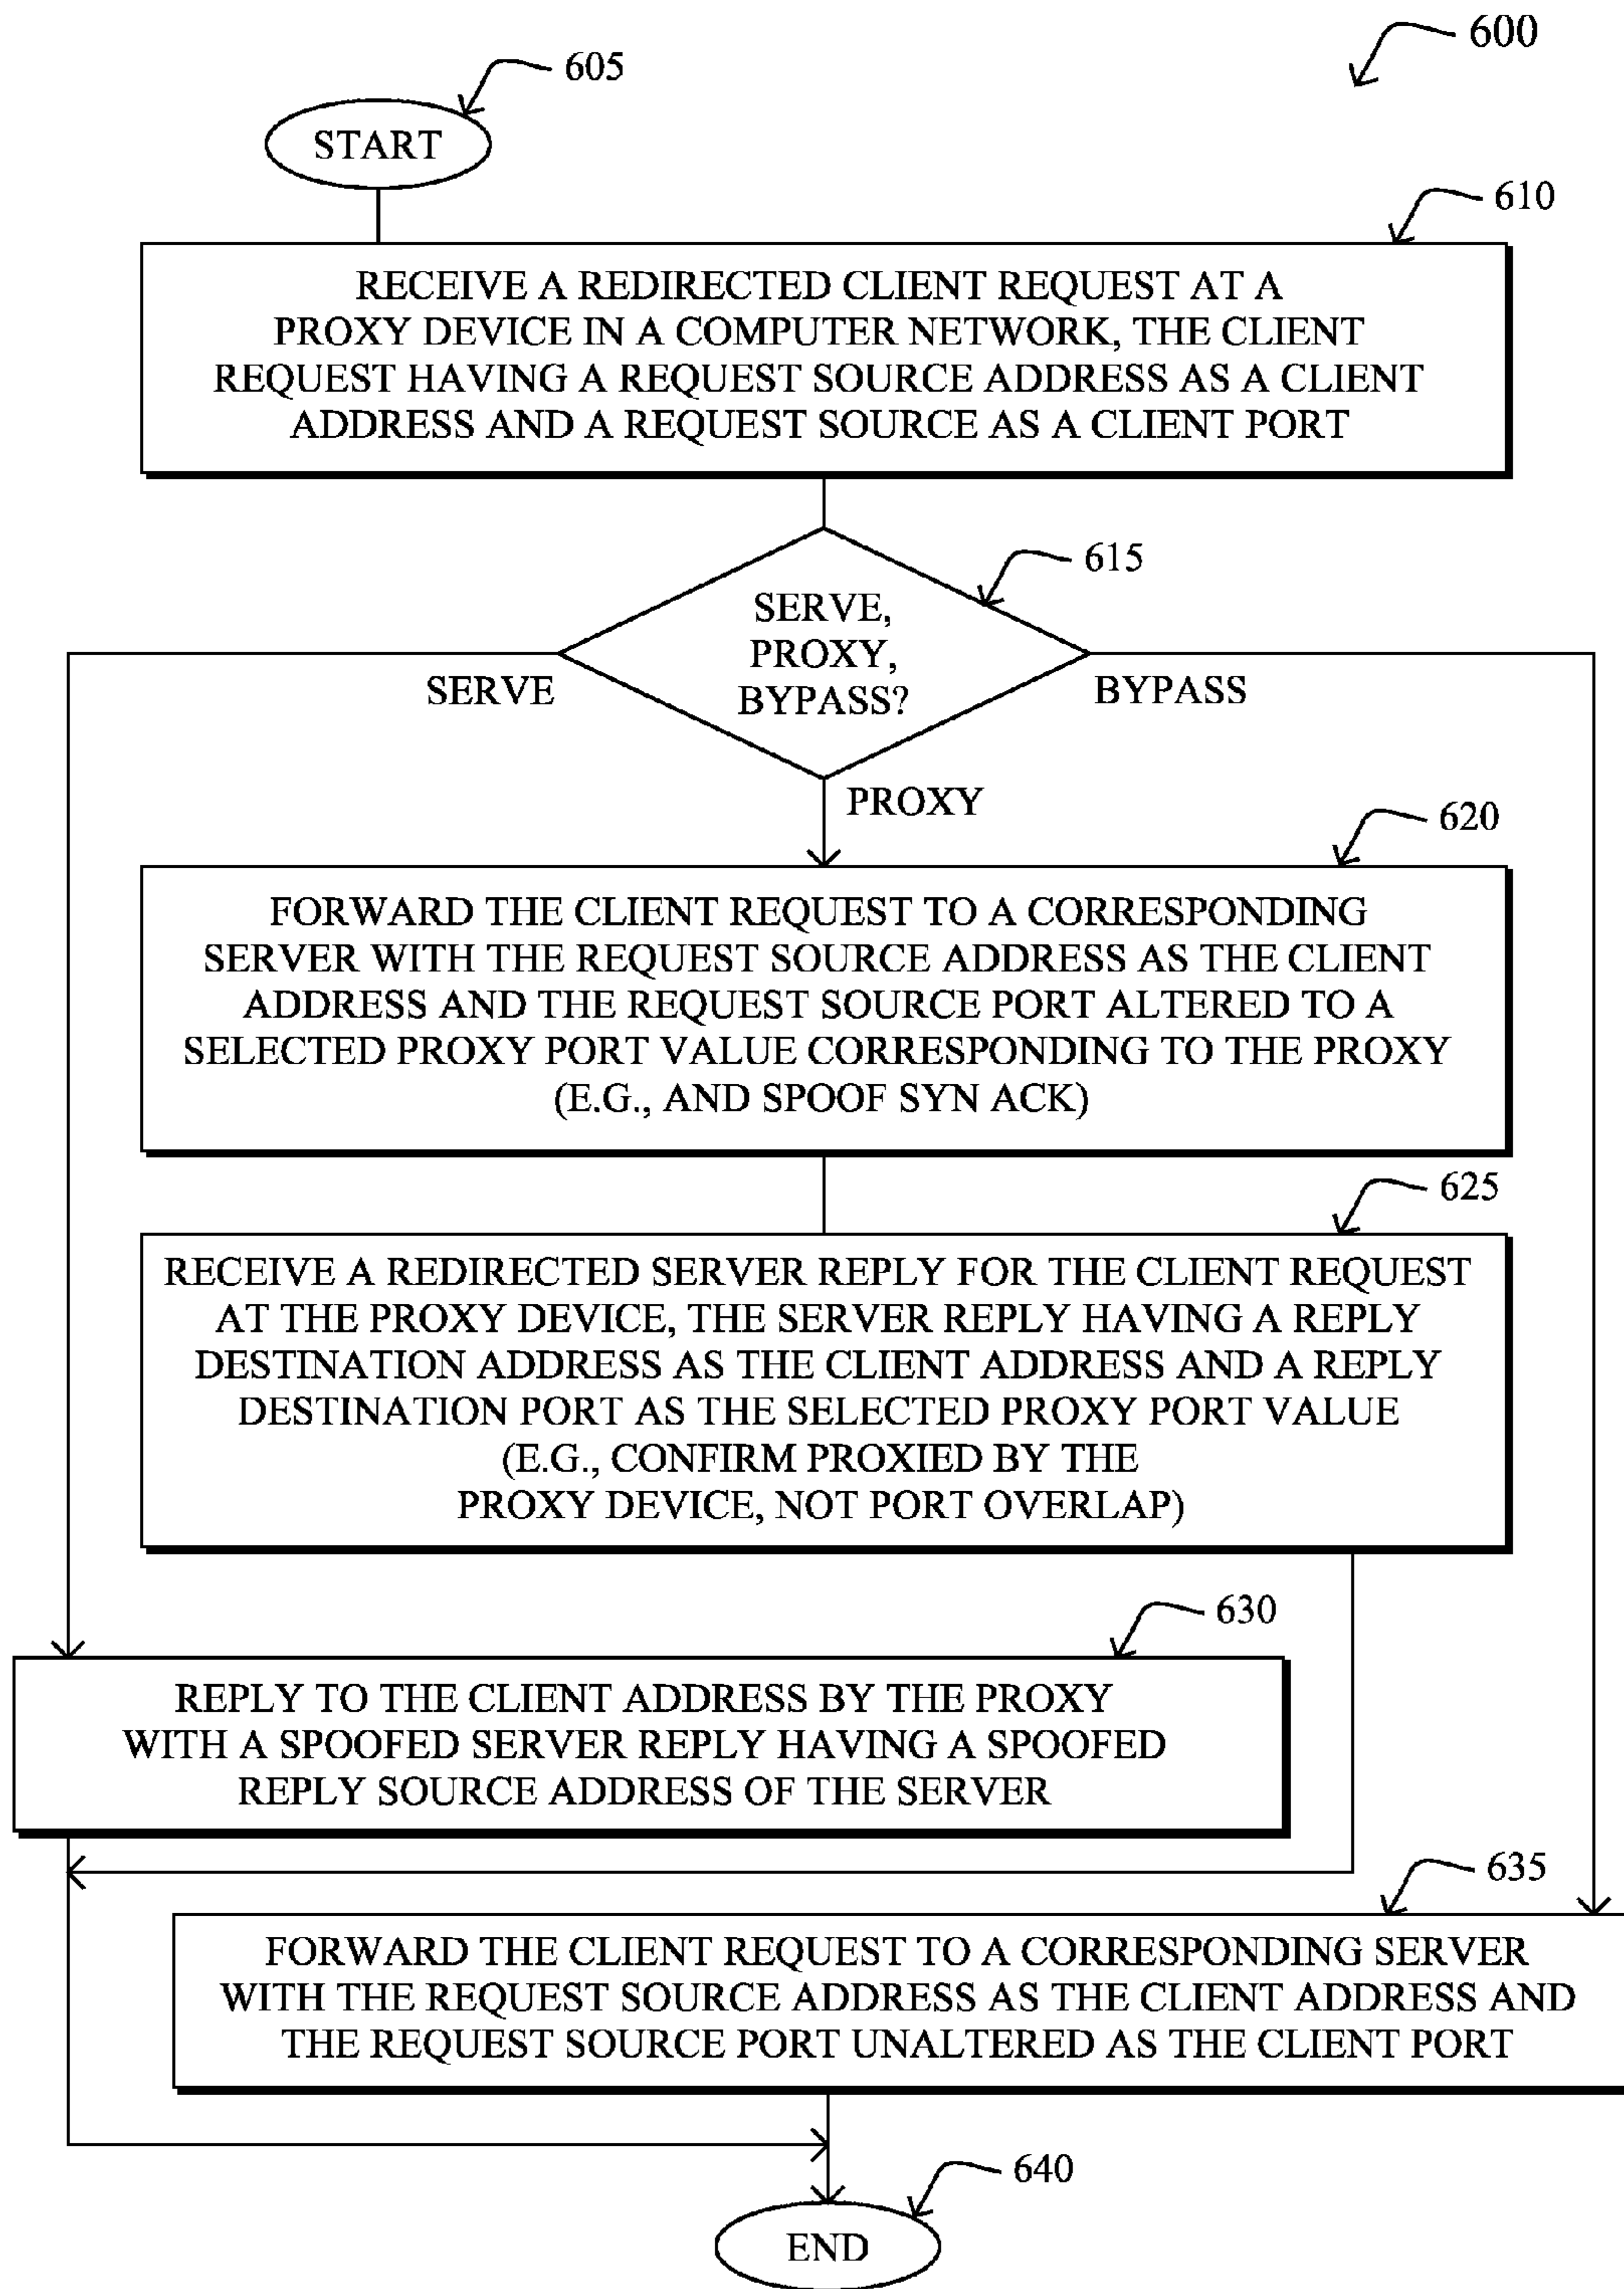 600
605
START
610
RECEIVE A REDIRECTED CLIENT REQUEST AT A
PROXY DEVICE IN A COMPUTER NETWORK, THE CLIENT
REQUEST HAVING A REQUEST SOURCE ADDRESS AS A CLIENT
ADDRESS AND A REQUEST SOURCE AS A CLIENT PORT
615
SERVE,
PROXY,
BYPASS?
SERVE
BYPASS
PROXY
620
FORWARD THE CLIENT REQUEST TO A CORRESPONDING
SERVER WITH THE REQUEST SOURCE ADDRESS AS THE CLIENT
ADDRESS AND THE REQUEST SOURCE PORT ALTERED TO A
SELECTED PROXY PORT VALUE CORRESPONDING TO THE PROXY
(E.G., AND SPOOF SYN ACK)
625
RECEIVE A REDIRECTED SERVER REPLY FOR THE CLIENT REQUEST
AT THE PROXY DEVICE, THE SERVER REPLY HAVING A REPLY
DESTINATION ADDRESS AS THE CLIENT ADDRESS AND A REPLY
DESTINATION PORT AS THE SELECTED PROXY PORT VALUE
(E.G., CONFIRM PROXIED BY THE
PROXY DEVICE, NOT PORT OVERLAP)
630
REPLY TO THE CLIENT ADDRESS BY THE PROXY
WITH A SPOOFED SERVER REPLY HAVING A SPOOFED
REPLY SOURCE ADDRESS OF THE SERVER
635
FORWARD THE CLIENT REQUEST TO A CORRESPONDING SERVER
WITH THE REQUEST SOURCE ADDRESS AS THE CLIENT ADDRESS AND
THE REQUEST SOURCE PORT UNALTERED AS THE CLIENT PORT
640
END